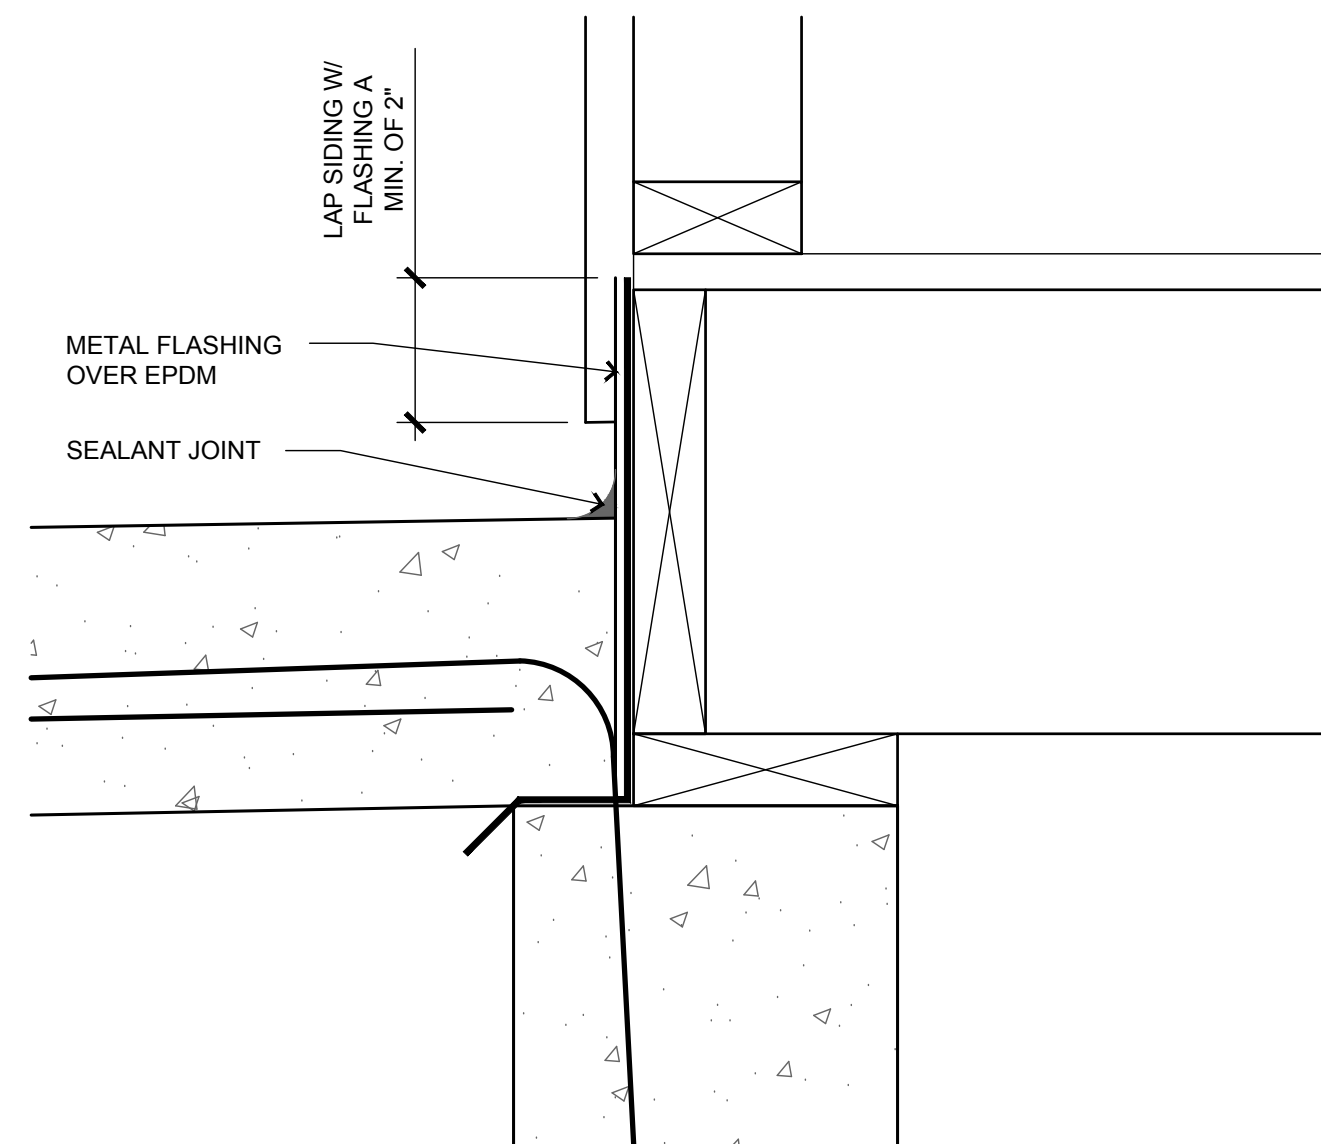 LAP SIDING W/
FLASHING A
MIN. OF 2"
METAL FLASHING
OVER EPDM
SEALANT JOINT